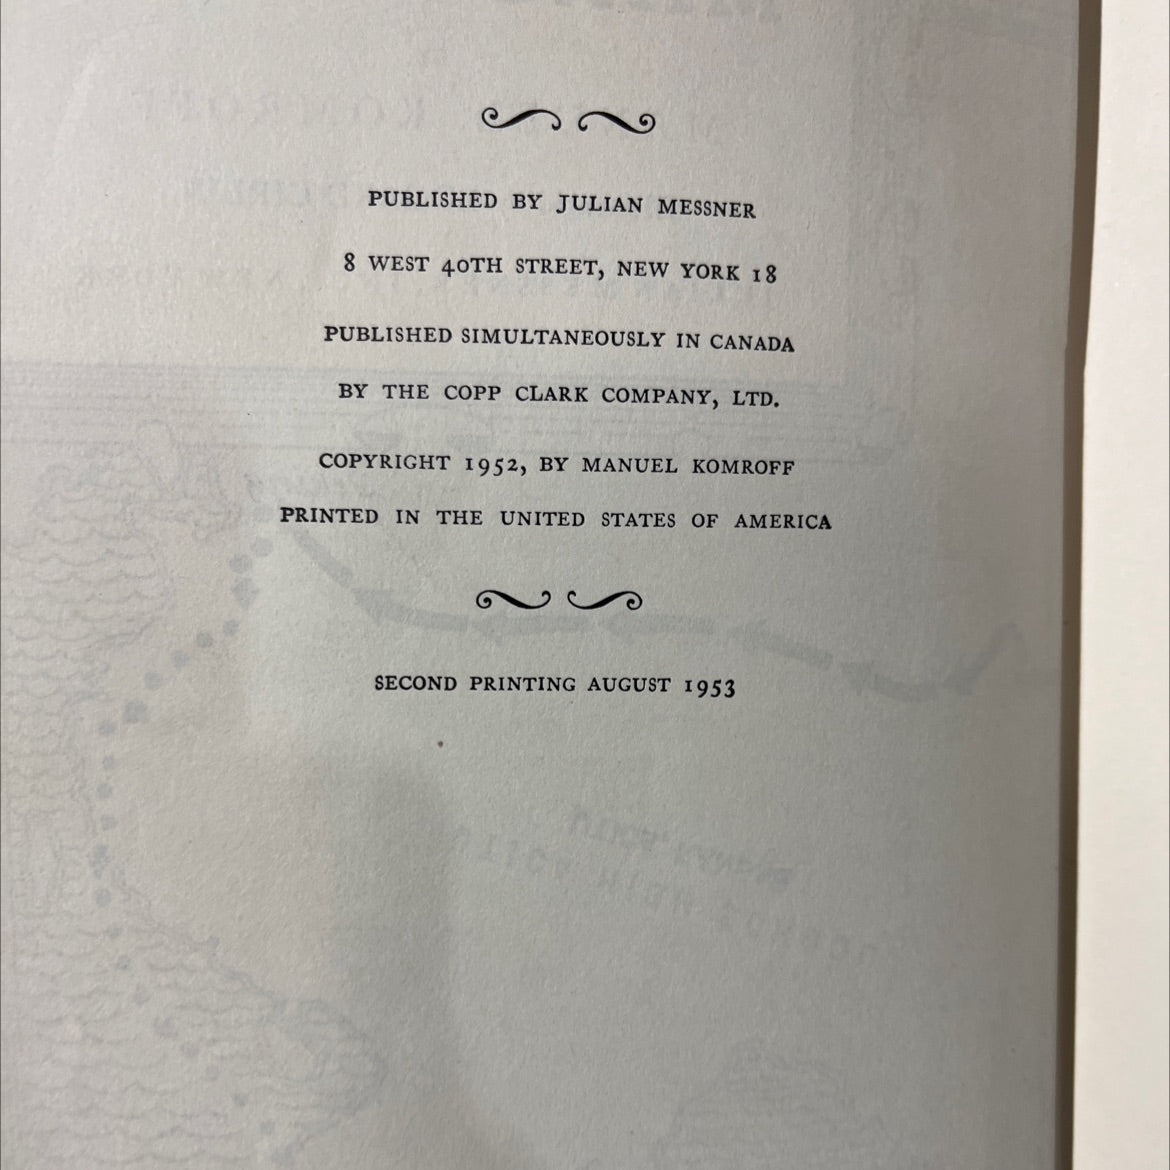 PUBLISHED BY JULIAN MESSNER
8 WEST 40TH STREET, NEW YORK 18
PUBLISHED SIMULTANEOUSLY IN CANADA
BY THE COPP CLARK COMPANY, LTD.
COPYRIGHT 1952, BY MANUEL KOMROFF
PRINTED IN THE UNITED STATES OF AMERICA
SECOND PRINTING AUGUST 1953